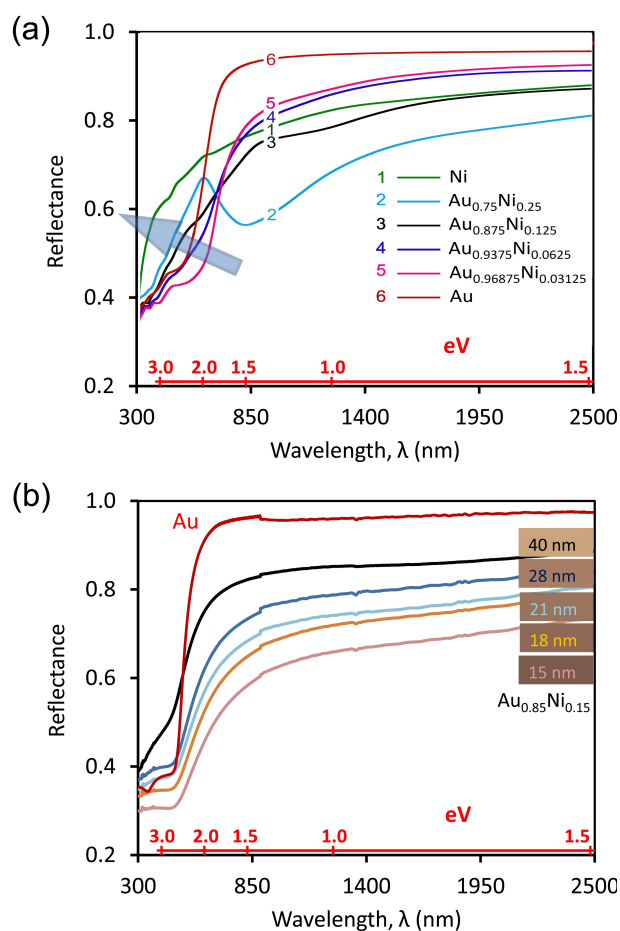 (a)
1.0
0.8
0.6
0.4
0.2
Reflectance
6
5
4
1
3
2
1 Ni
2 Au0.75Ni0.25
3 Au0.875Ni0.125
4 Au0.9375Ni0.0625
5 Au0.96875Ni0.03125
6 Au
eV
3.0 2.0 1.5 1.0 1.5
300 850 1400 1950 2500
Wavelength, λ (nm)
(b)
1.0
0.8
0.6
0.4
0.2
Reflectance
Au
40 nm
28 nm
21 nm
18 nm
15 nm
Au0.85Ni0.15
eV
3.0 2.0 1.5 1.0 1.5
300 850 1400 1950 2500
Wavelength, λ (nm)